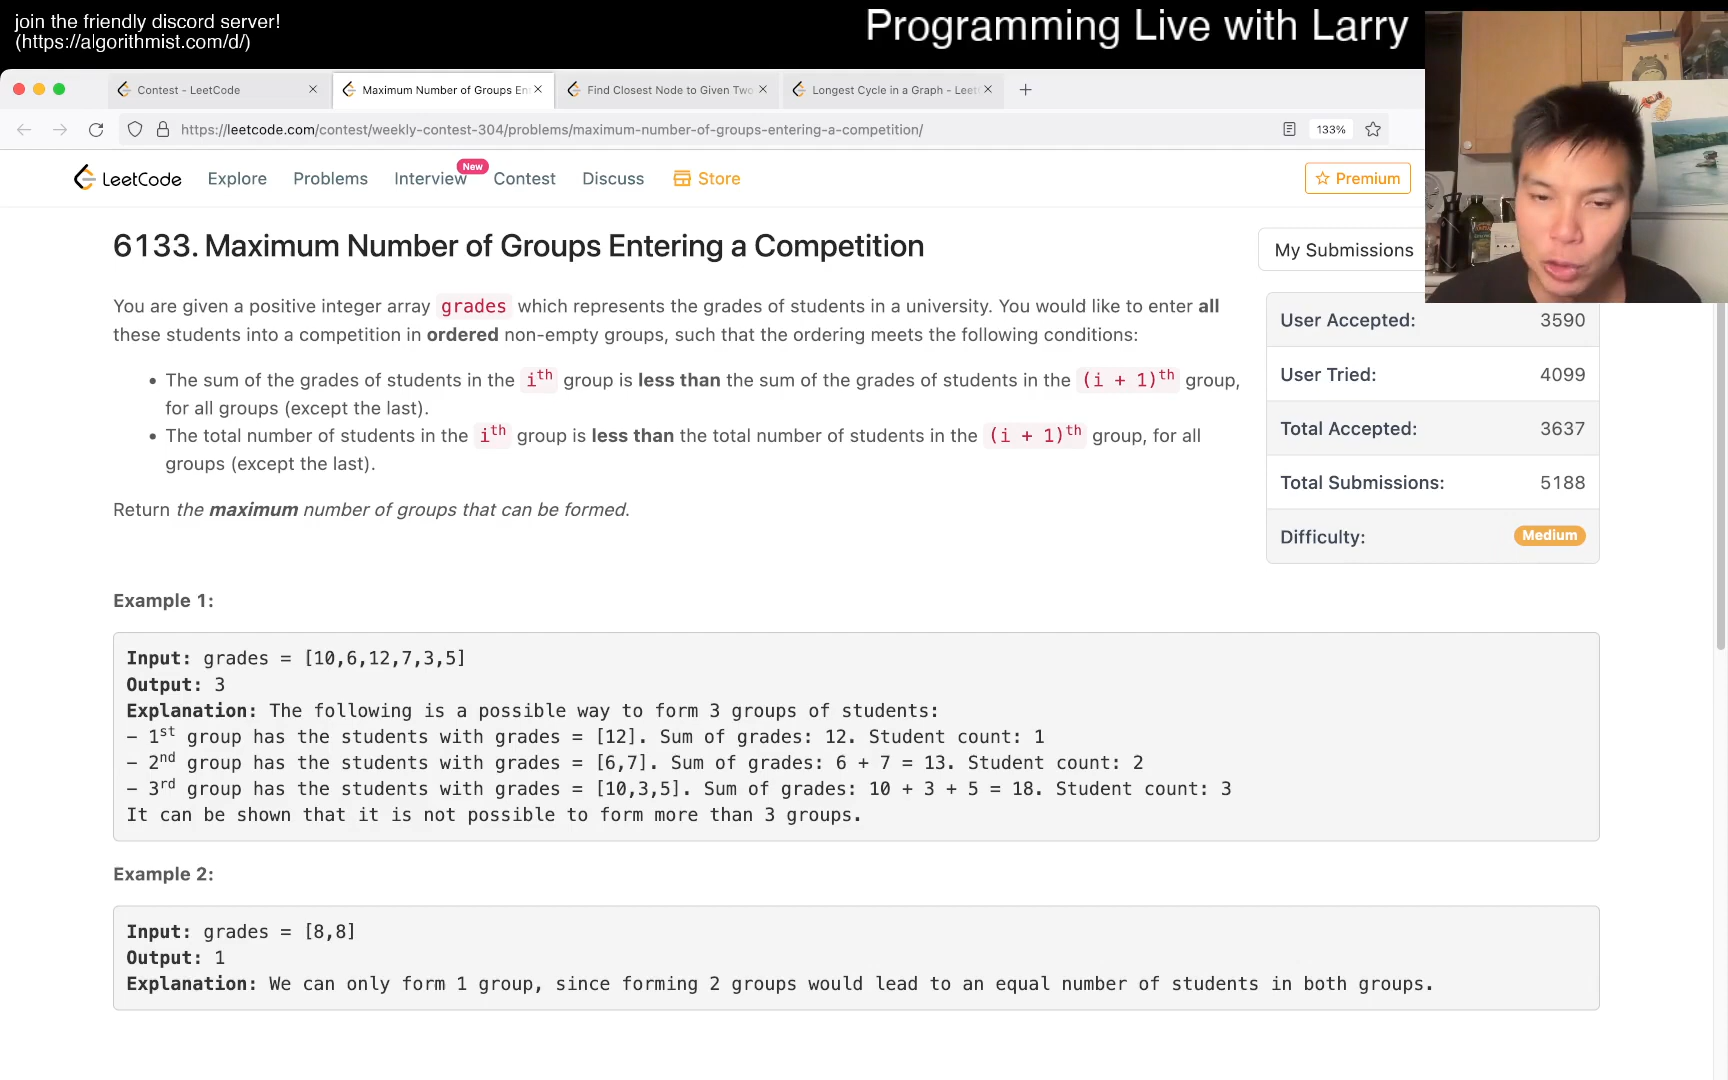 join the friendly discord server!
(https://algorithmist.com/d/)
Programming Live with Larry
Contest - LeetCode
Maximum Number of Groups En
Find Closest Node to Given Two
Longest Cycle in a Graph - Leet
https://leetcode.com/contest/weekly-contest-304/problems/maximum-number-of-groups-entering-a-competition/
133%
LeetCode
Explore
Problems
Interview
New
Contest
Discuss
Store
Premium
6133. Maximum Number of Groups Entering a Competition
My Submissions
You are given a positive integer array grades which represents the grades of students in a university. You would like to enter all
these students into a competition in ordered non-empty groups, such that the ordering meets the following conditions:
• The sum of the grades of students in the i^th group is less than the sum of the grades of students in the (i + 1)^th group,
for all groups (except the last).
• The total number of students in the i^th group is less than the total number of students in the (i + 1)^th group, for all
groups (except the last).
Return the maximum number of groups that can be formed.
User Accepted: 3590
User Tried: 4099
Total Accepted: 3637
Total Submissions: 5188
Difficulty: Medium
Example 1:
Input: grades = [10,6,12,7,3,5]
Output: 3
Explanation: The following is a possible way to form 3 groups of students:
- 1^st group has the students with grades = [12]. Sum of grades: 12. Student count: 1
- 2^nd group has the students with grades = [6,7]. Sum of grades: 6 + 7 = 13. Student count: 2
- 3^rd group has the students with grades = [10,3,5]. Sum of grades: 10 + 3 + 5 = 18. Student count: 3
It can be shown that it is not possible to form more than 3 groups.
Example 2:
Input: grades = [8,8]
Output: 1
Explanation: We can only form 1 group, since forming 2 groups would lead to an equal number of students in both groups.